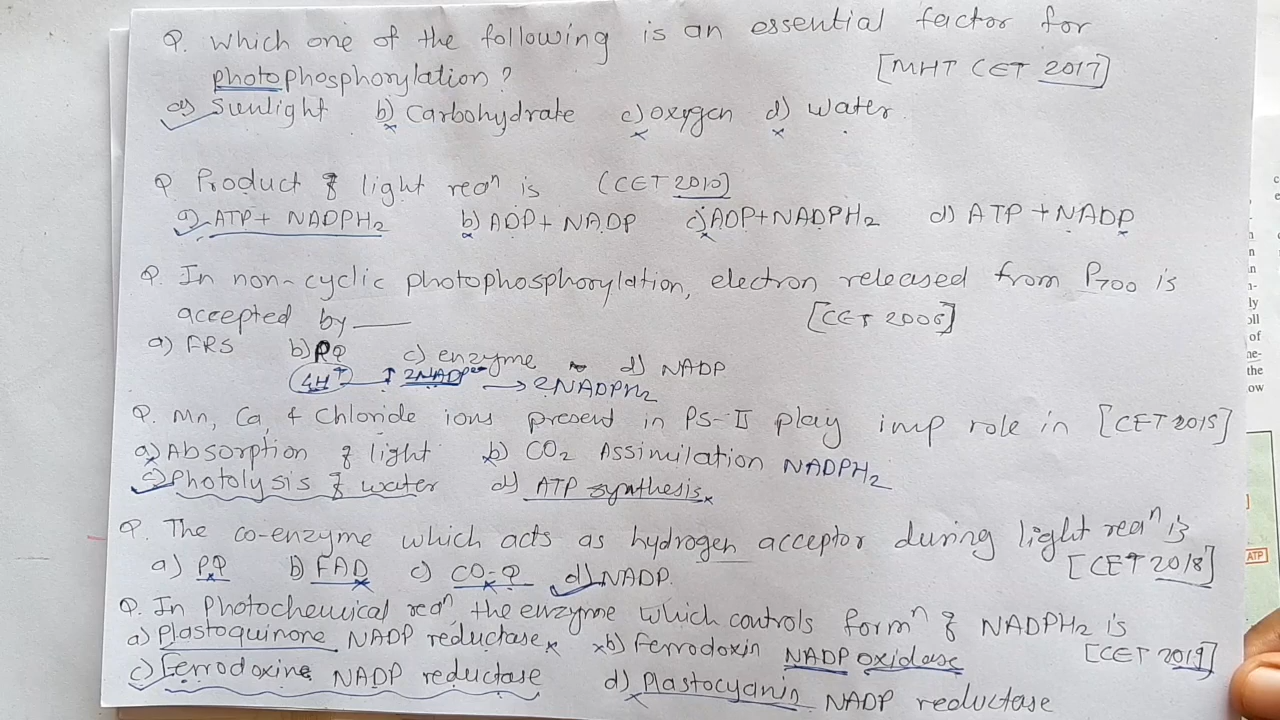 Q. Which one of the following is an essential factor for
photophosphorylation? [MHT CET 2017]
a) Sunlight b) Carbohydrate c) oxygen d) water
Q Product of light reaⁿ is (CET 2010)
a) ATP + NADPH₂ b) ADP + NADP c) ADP+NADPH₂ d) ATP + NADP
Q. In non-cyclic photophosphorylation, electron released from P₇₀₀ is
accepted by —— [CET 2006]
a) FRS b) PQ c) enzyme d) NADP
4H⁺ → 2NADP → 2NADPH₂
Q. Mn, Ca, & Chloride ions present in PS-II play imp role in [CET 2015]
a) Absorption of light b) CO₂ Assimilation NADPH₂
c) Photolysis of water d) ATP synthesis
Q. The co-enzyme which acts as hydrogen acceptor during light reaⁿ is
a) PQ b) FAD c) CO-Q d) NADP. [CET 2018]
Q. In Photochemical reaⁿ, the enzyme which controls formⁿ of NADPH₂ is
a) Plastoquinone NADP reductase b) Ferrodoxin NADP oxidase [CET 2019]
c) Ferrodoxine NADP reductase d) Plastocyanin NADP reductase
ly
of
the
ow
ATP